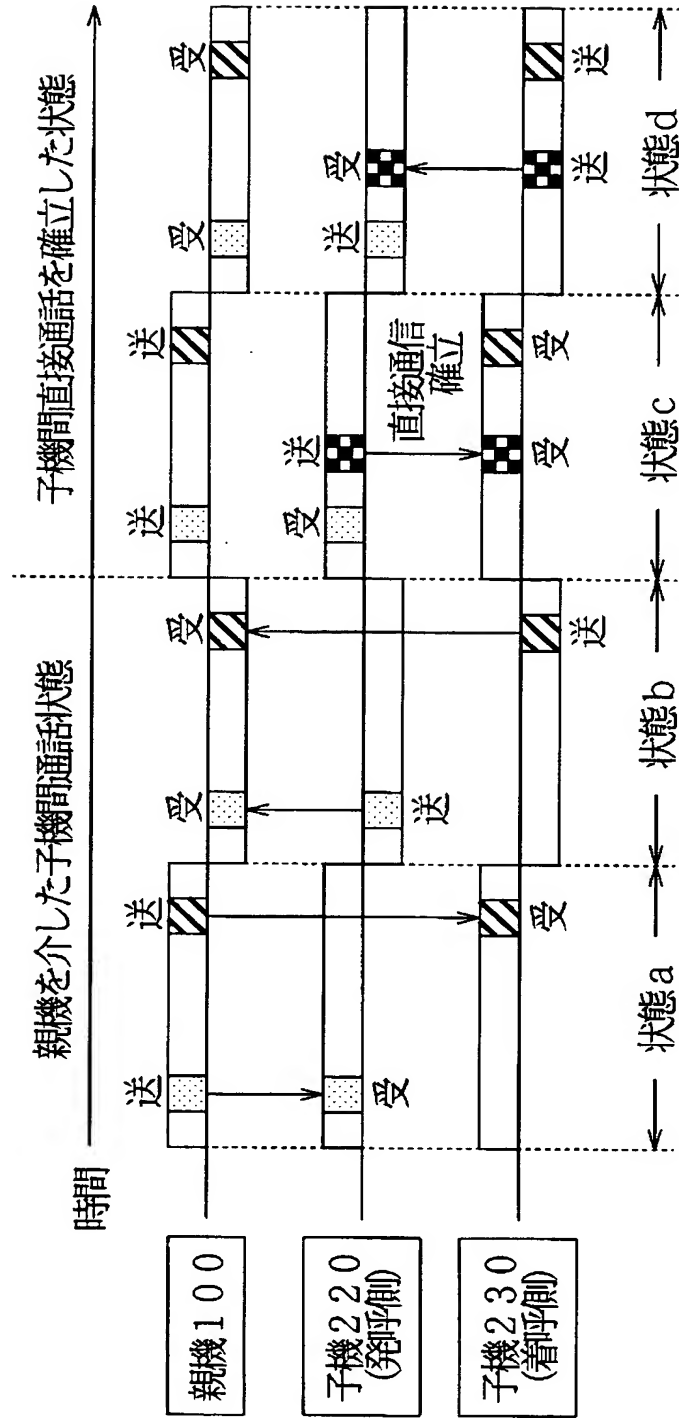 親機を介した子機間通話状態
子機間直接通話を確立した状態
時間
親機100
送
受
送
受
子機220
(発呼側)
受
送
受
送
送
受
直接通信
確立
子機230
(着呼側)
受
送
受
受
送
送
送
受
状態a
状態b
状態c
状態d